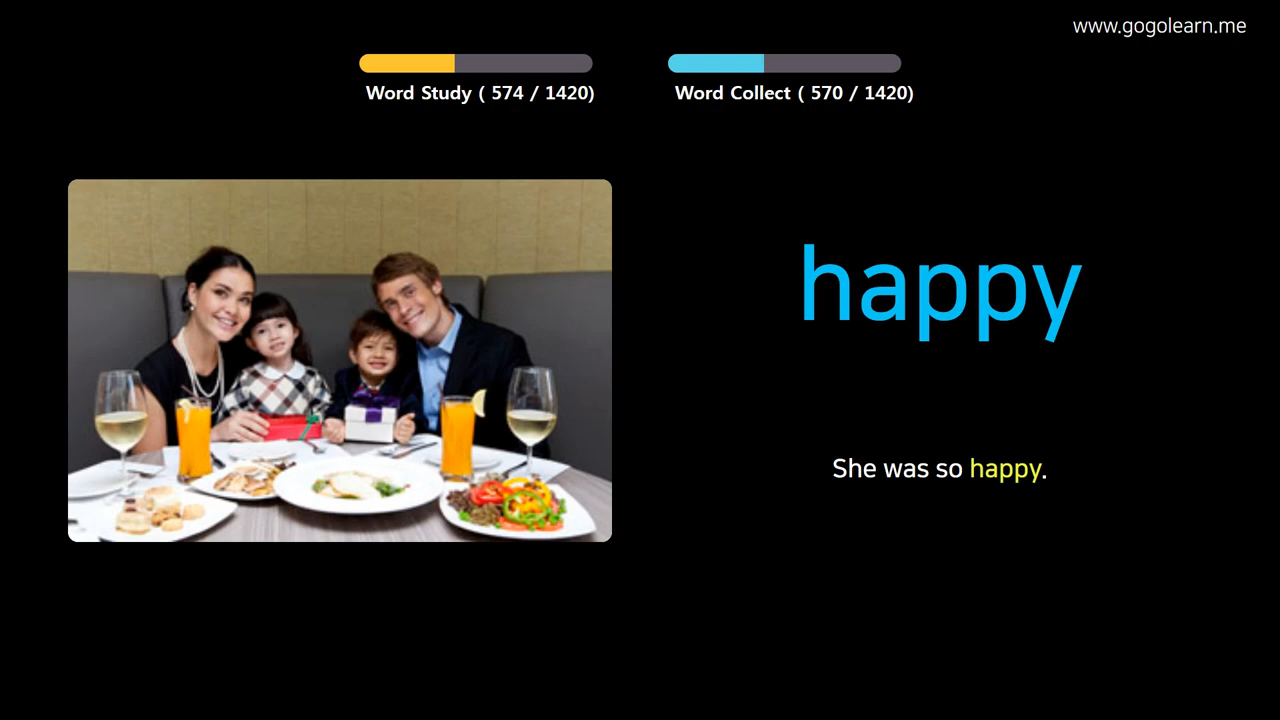 www.gogolearn.me
Word Study ( 574 / 1420)
Word Collect ( 570 / 1420)
happy
She was so happy.